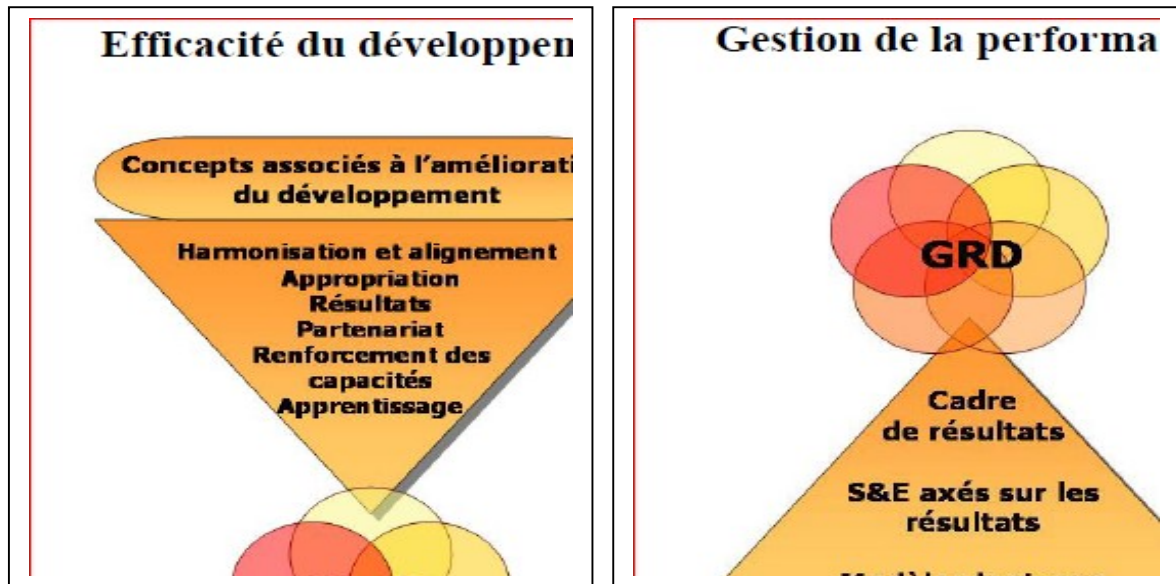 Efficacité du développem
Concepts associés à l'améliorati
du développement
Harmonisation et alignement
Appropriation
Résultats
Partenariat
Renforcement des
capacités
Apprentissage
Gestion de la performa
GRD
Cadre
de résultats
S&E axés sur les
résultats